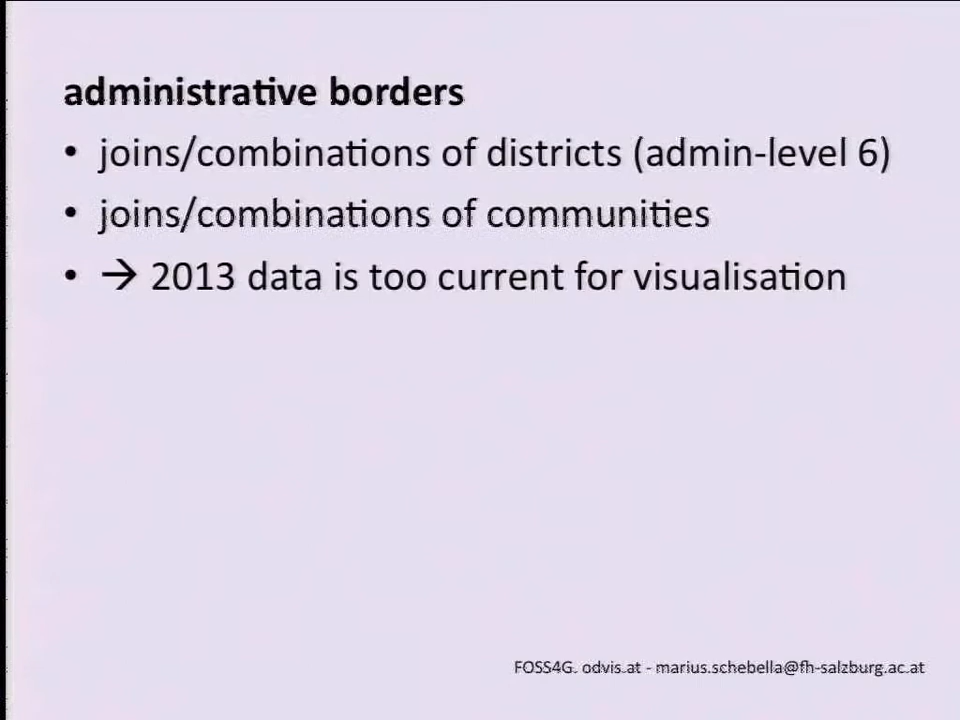 administrative borders
• joins/combinations of districts (admin-level 6)
• joins/combinations of communities
• → 2013 data is too current for visualisation
FOSS4G. odvis.at - marius.schebella@fh-salzburg.ac.at